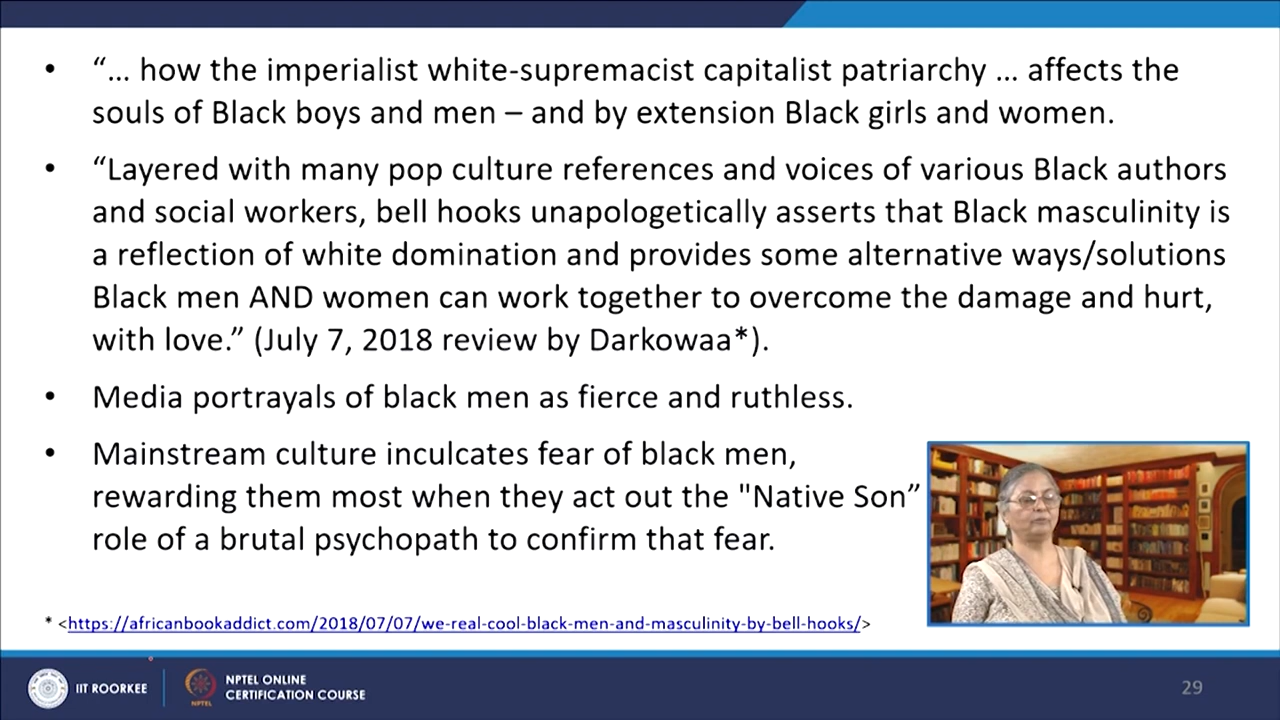 • “... how the imperialist white-supremacist capitalist patriarchy ... affects the
souls of Black boys and men – and by extension Black girls and women.
• “Layered with many pop culture references and voices of various Black authors
and social workers, bell hooks unapologetically asserts that Black masculinity is
a reflection of white domination and provides some alternative ways/solutions
Black men AND women can work together to overcome the damage and hurt,
with love.” (July 7, 2018 review by Darkowaa*).
• Media portrayals of black men as fierce and ruthless.
• Mainstream culture inculcates fear of black men,
rewarding them most when they act out the "Native Son”
role of a brutal psychopath to confirm that fear.
* <https://africanbookaddict.com/2018/07/07/we-real-cool-black-men-and-masculinity-by-bell-hooks/>
IIT ROORKEE
NPTEL
NPTEL ONLINE
CERTIFICATION COURSE
29